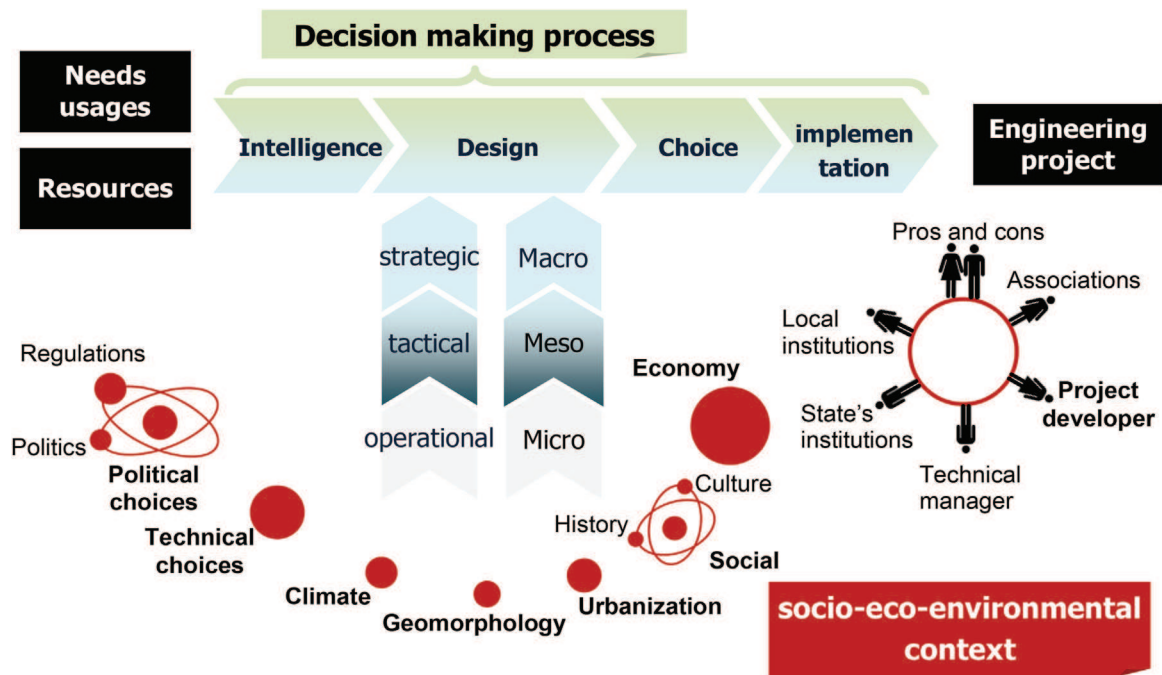 Decision making process
Needs
usages
Resources
Intelligence
Design
Choice
implemen
tation
Engineering
project
strategic
Macro
tactical
Meso
operational
Micro
Regulations
Politics
Political
choices
Technical
choices
Climate
Geomorphology
Urbanization
History
Culture
Social
Economy
Pros and cons
Associations
Local
institutions
Project
developer
State's
institutions
Technical
manager
socio-eco-environmental
context